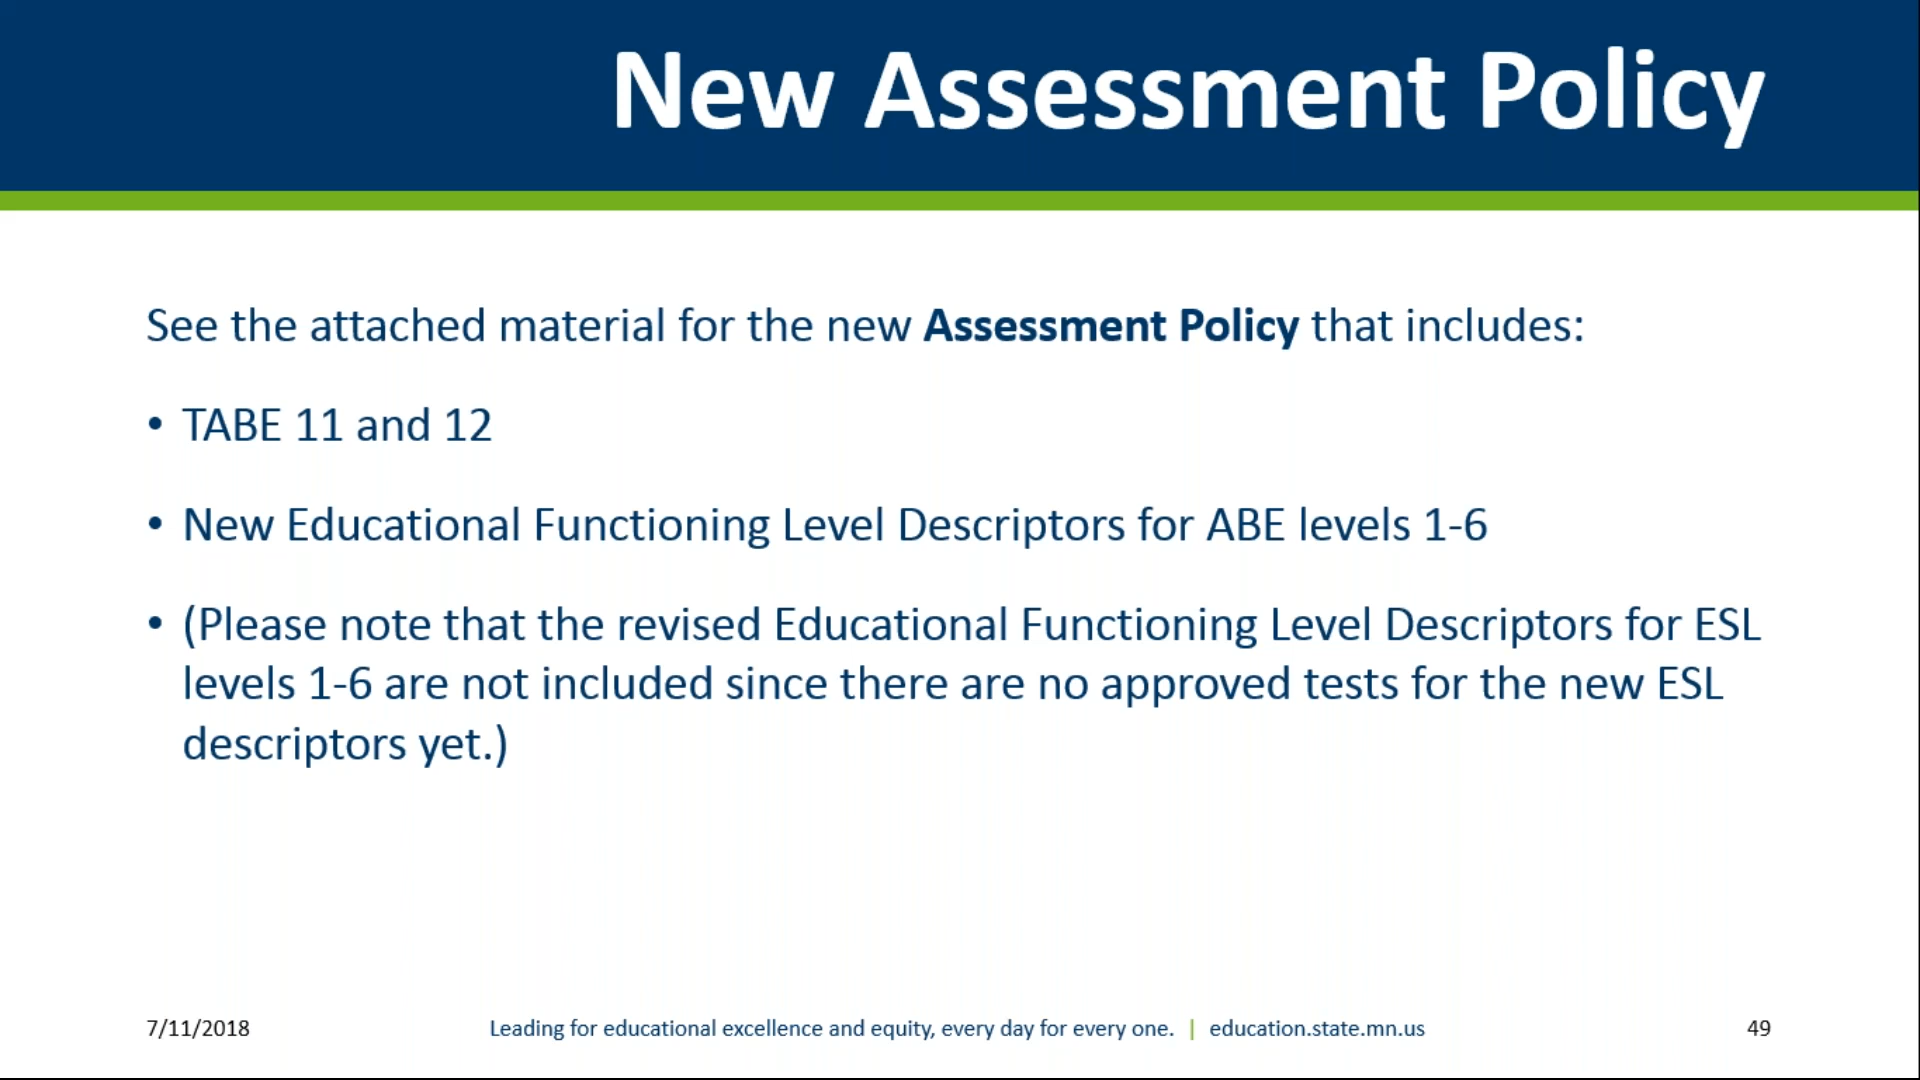 New Assessment Policy
See the attached material for the new Assessment Policy that includes:
• TABE 11 and 12
• New Educational Functioning Level Descriptors for ABE levels 1-6
• (Please note that the revised Educational Functioning Level Descriptors for ESL
levels 1-6 are not included since there are no approved tests for the new ESL
descriptors yet.)
7/11/2018 Leading for educational excellence and equity, every day for every one. | education.state.mn.us 49